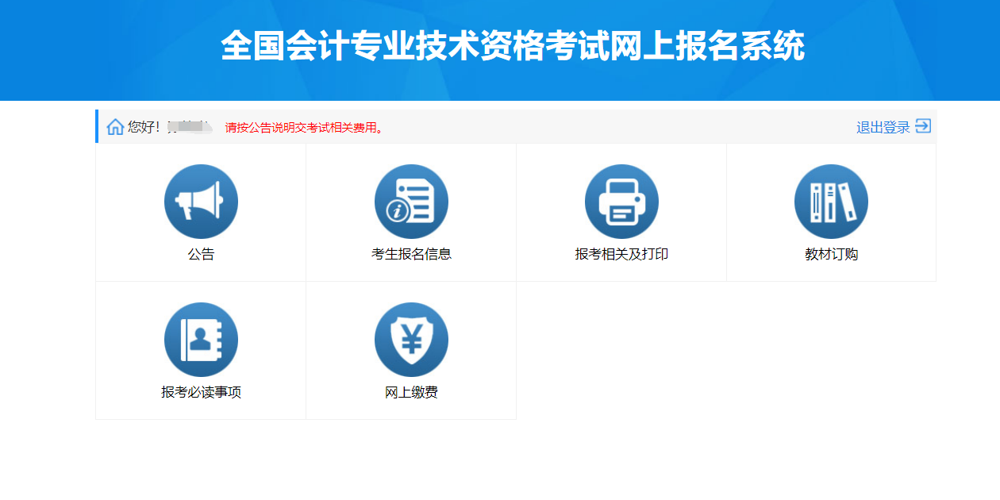 全国会计专业技术资格考试网上报名系统
您好! 请按公告说明交考试相关费用。 退出登录
公告 考生报名信息 报考相关及打印 教材订购
报考必读事项 网上缴费